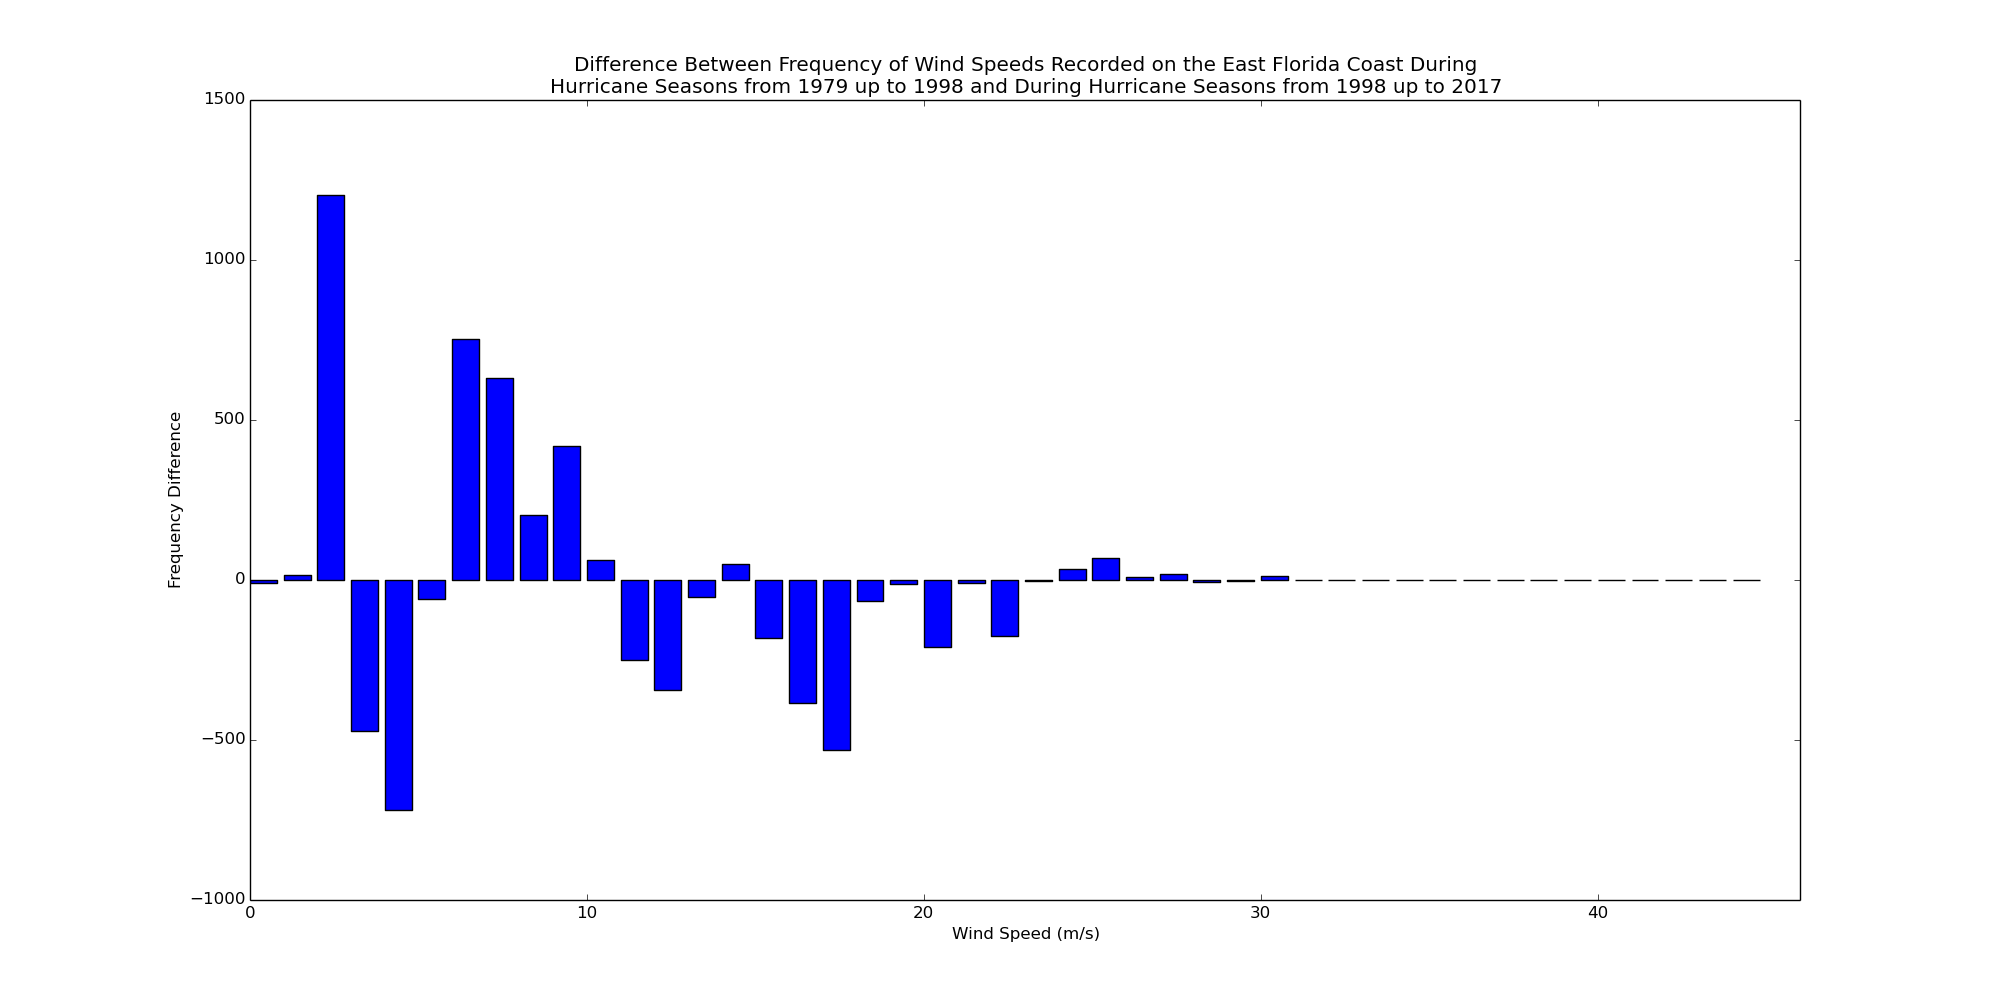 Difference Between Frequency of Wind Speeds Recorded on the East Florida Coast During
Hurricane Seasons from 1979 up to 1998 and During Hurricane Seasons from 1998 up to 2017
1500
1000
500
0
−500
−1000
Frequency Difference
0 10 20 30 40
Wind Speed (m/s)